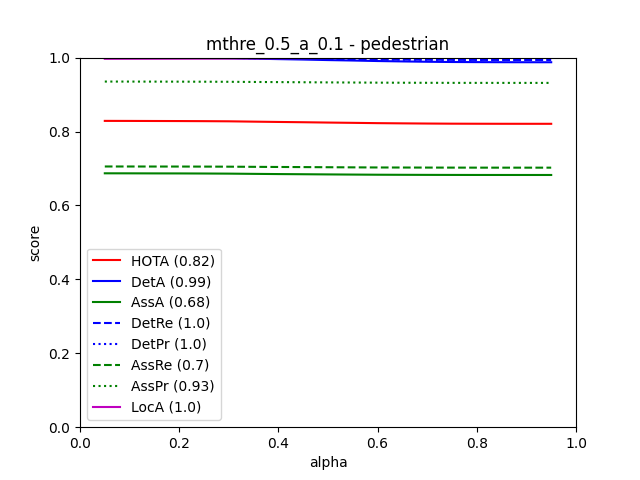 mthre_0.5_a_0.1 - pedestrian
1.0
0.8
0.6
0.4
0.2
0.0
score
HOTA (0.82)
DetA (0.99)
AssA (0.68)
DetRe (1.0)
DetPr (1.0)
AssRe (0.7)
AssPr (0.93)
LocA (1.0)
0.0 0.2 0.4 0.6 0.8 1.0
alpha